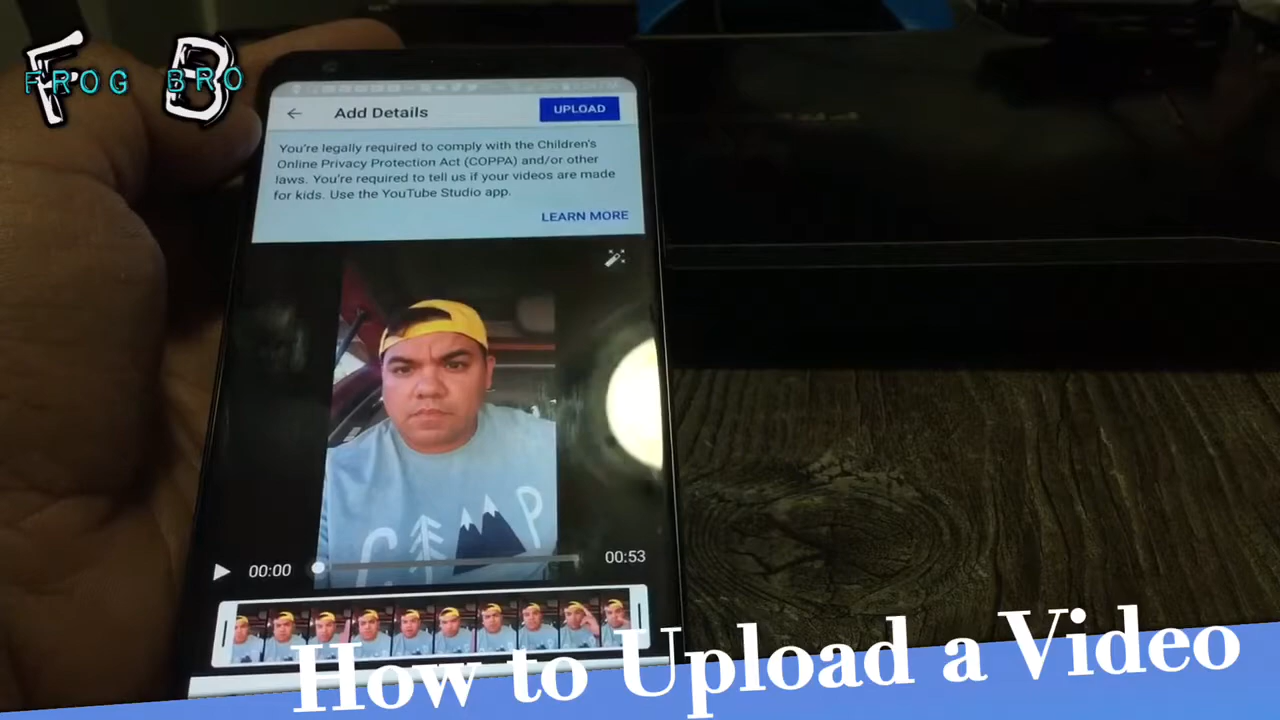 FROG BRO
FB
Add Details
UPLOAD
You're legally required to comply with the Children's
Online Privacy Protection Act (COPPA) and/or other
laws. You're required to tell us if your videos are made
for kids. Use the YouTube Studio app.
LEARN MORE
CAMP
00:00
00:53
How to Upload a Video